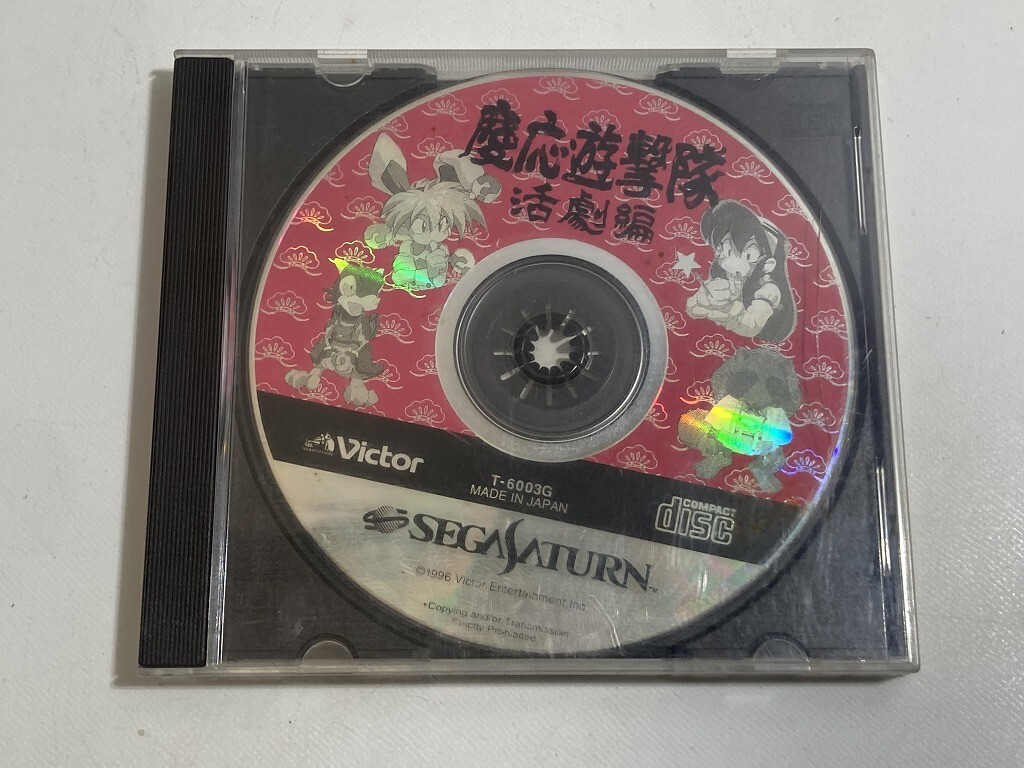 慶応遊撃隊
活劇編
Victor
T-6003G
MADE IN JAPAN
COMPACT
disc
SEGA SATURN™
©1996 Victor Entertainment,Inc.
*Copying and/or Transmission
Strictly Prohibited.